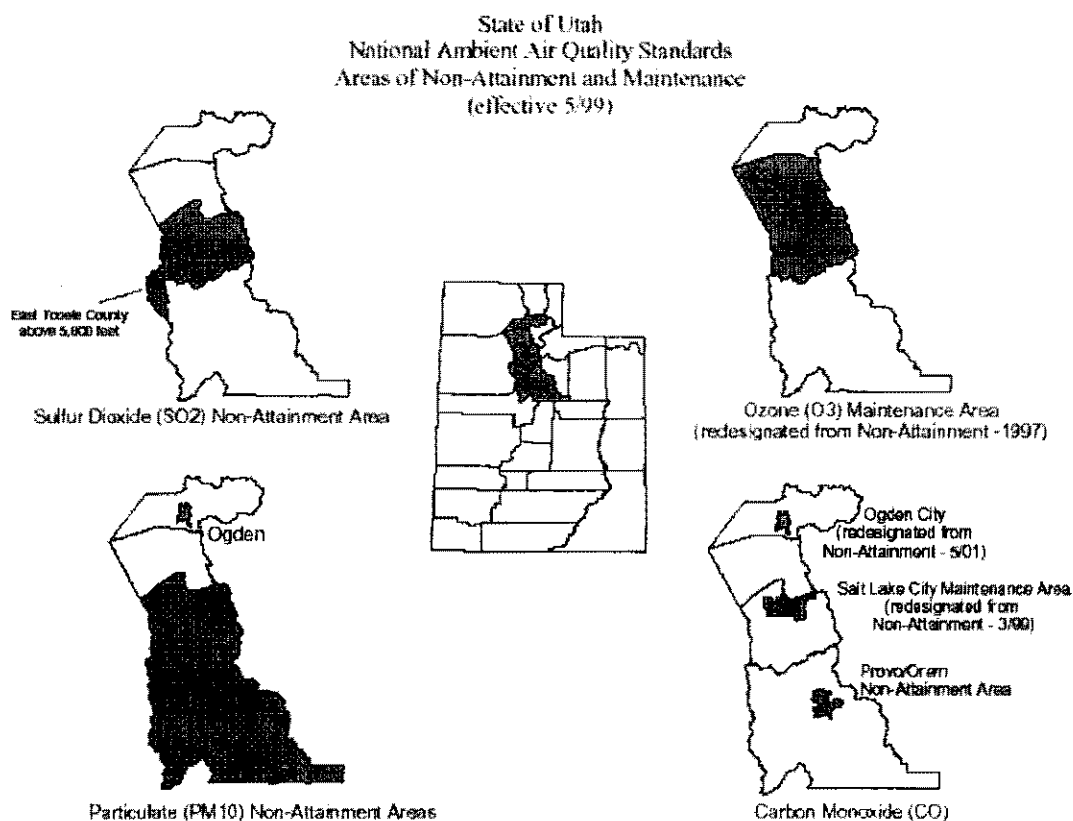 State of Utah
National Ambient Air Quality Standards
Areas of Non-Attainment and Maintenance
(effective 5/99)
East Tooele County
above 5,600 feet
Sulfur Dioxide (SO2) Non-Attainment Area
Ozone (O3) Maintenance Area
(redesignated from Non-Attainment - 1997)
Ogden
Particulate (PM10) Non-Attainment Areas
Ogden City
(redesignated from
Non-Attainment - 5/01)
Salt Lake City Maintenance Area
(redesignated from
Non-Attainment - 3/99)
Provo/Orem
Non-Attainment Area
Carbon Monoxide (CO)